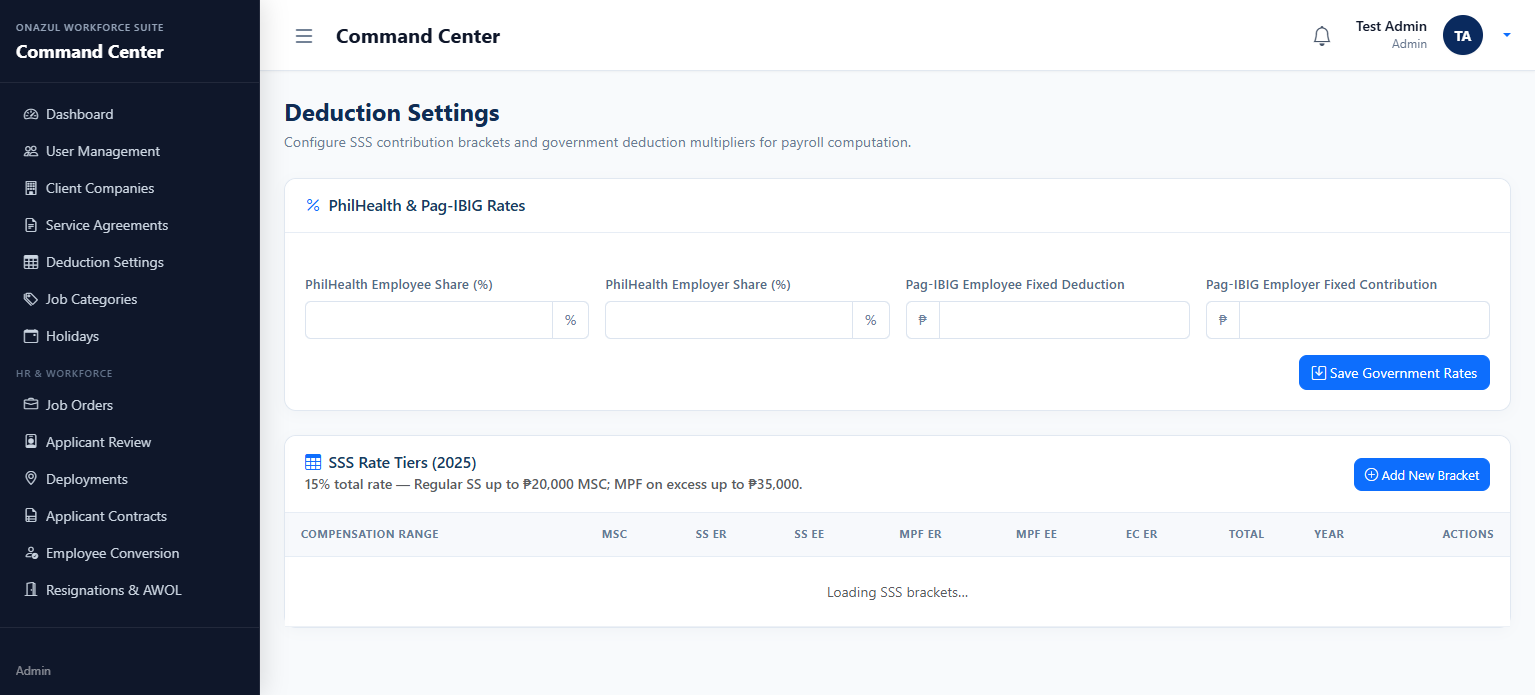 ONAZUL WORKFORCE SUITE
Command Center
Dashboard
User Management
Client Companies
Service Agreements
Deduction Settings
Job Categories
Holidays
HR & WORKFORCE
Job Orders
Applicant Review
Deployments
Applicant Contracts
Employee Conversion
Resignations & AWOL
Admin
Command Center
Test Admin
Admin
TA
Deduction Settings
Configure SSS contribution brackets and government deduction multipliers for payroll computation.
% PhilHealth & Pag-IBIG Rates
PhilHealth Employee Share (%)
%
PhilHealth Employer Share (%)
%
Pag-IBIG Employee Fixed Deduction
₱
Pag-IBIG Employer Fixed Contribution
₱
Save Government Rates
SSS Rate Tiers (2025)
15% total rate — Regular SS up to ₱20,000 MSC; MPF on excess up to ₱35,000.
Add New Bracket
COMPENSATION RANGE MSC SS ER SS EE MPF ER MPF EE EC ER TOTAL YEAR ACTIONS
Loading SSS brackets...